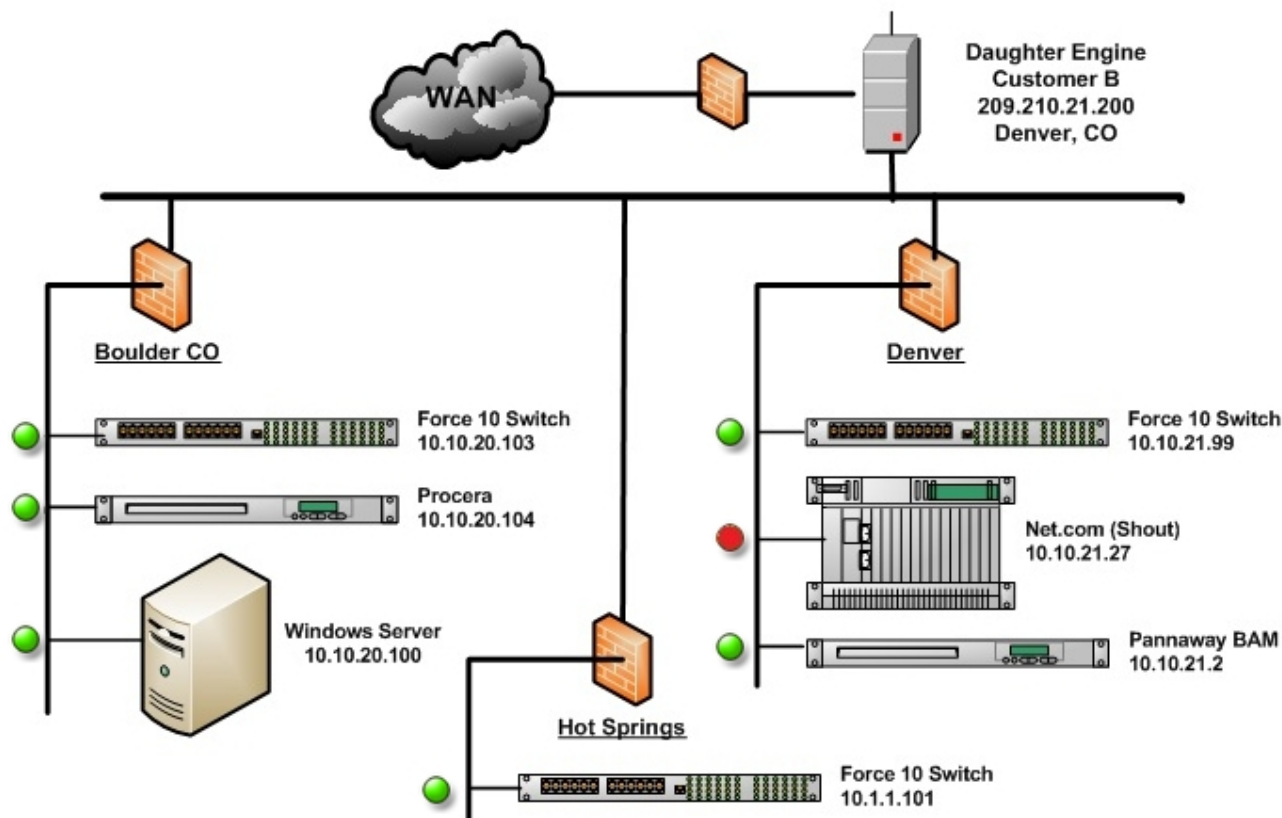 WAN
Daughter Engine
Customer B
209.210.21.200
Denver, CO
Boulder CO
Denver
Force 10 Switch
10.10.20.103
Procera
10.10.20.104
Windows Server
10.10.20.100
Force 10 Switch
10.10.21.99
Net.com (Shout)
10.10.21.27
Pannaway BAM
10.10.21.2
Hot Springs
Force 10 Switch
10.1.1.101